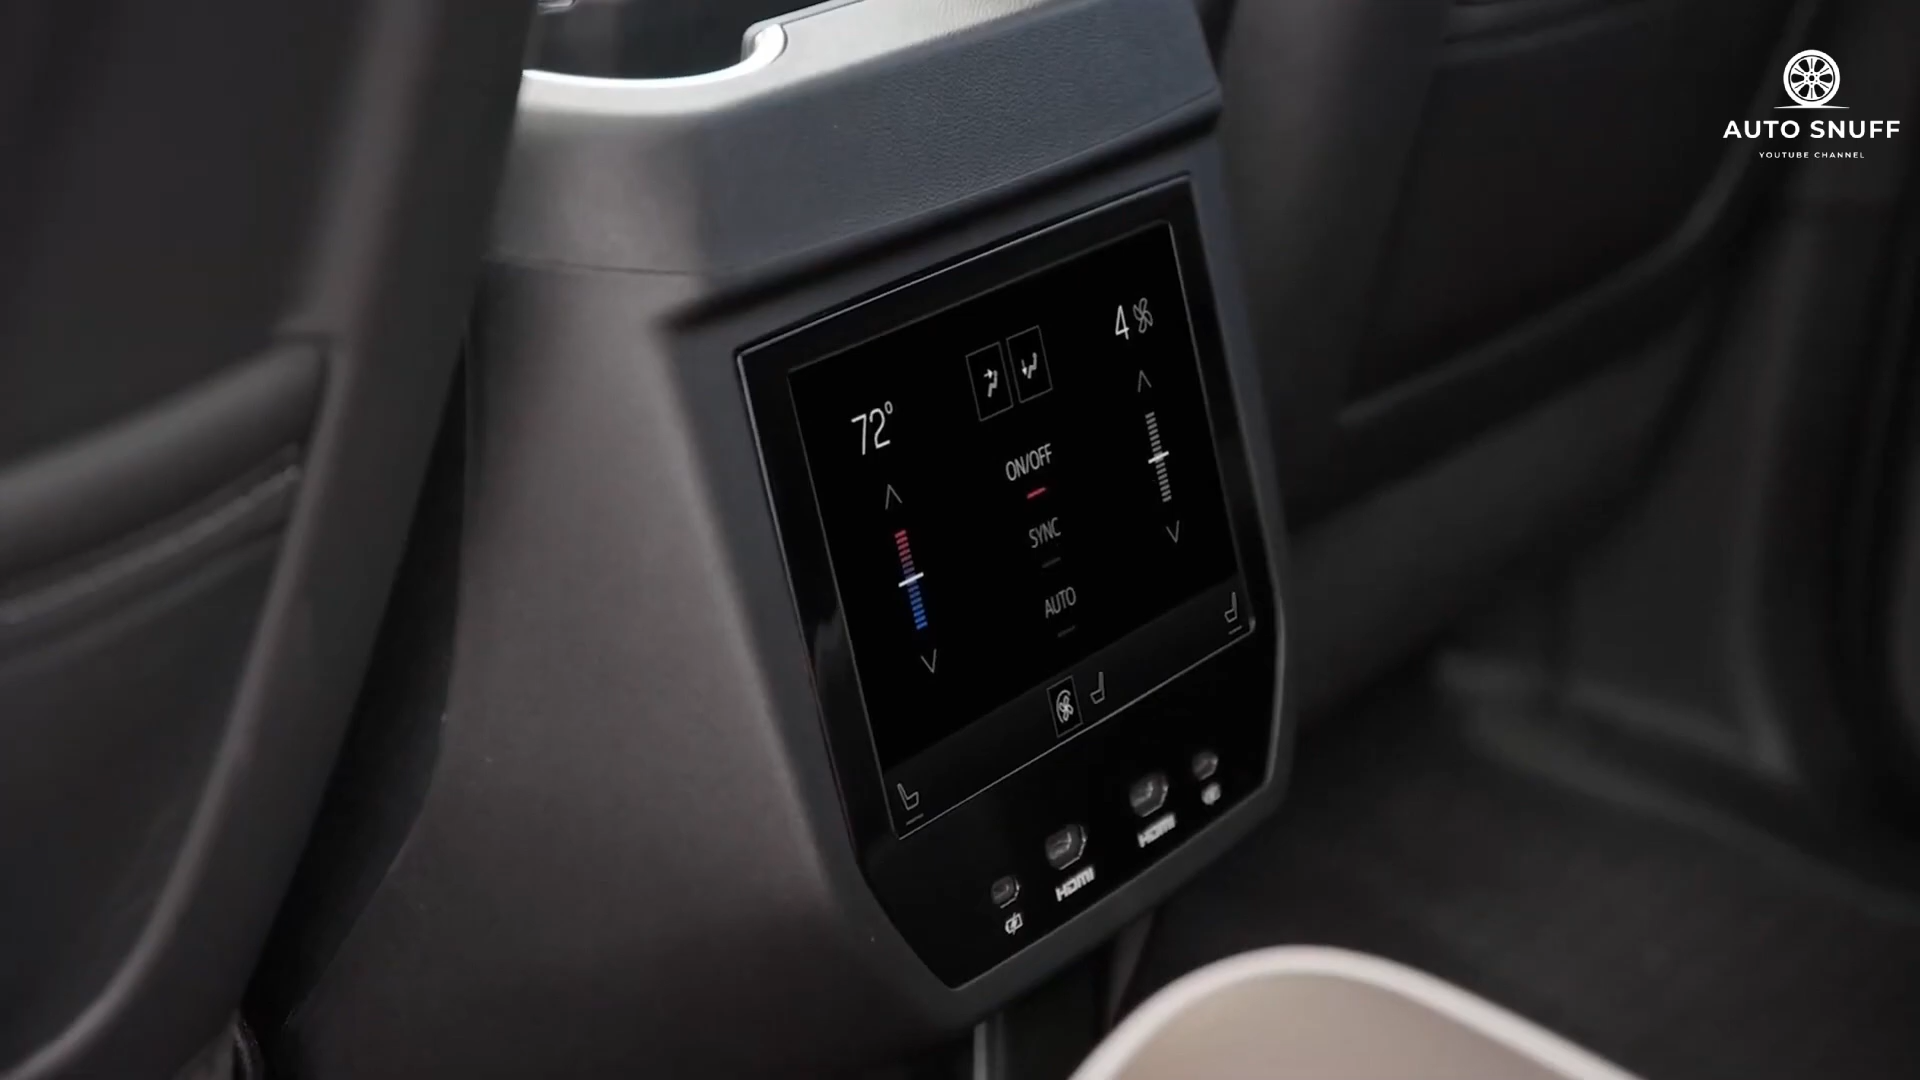 AUTO SNUFF
YOUTUBE CHANNEL
4
72°
ON/OFF
SYNC
AUTO
HDMI
HDMI